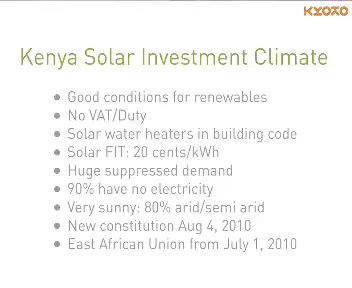 KYOTO
Kenya Solar Investment Climate
• Good conditions for renewables
• No VAT/Duty
• Solar water heaters in building code
• Solar FIT: 20 cents/kWh
• Huge suppressed demand
• 90% have no electricity
• Very sunny: 80% arid/semi arid
• New constitution Aug 4, 2010
• East African Union from July 1, 2010